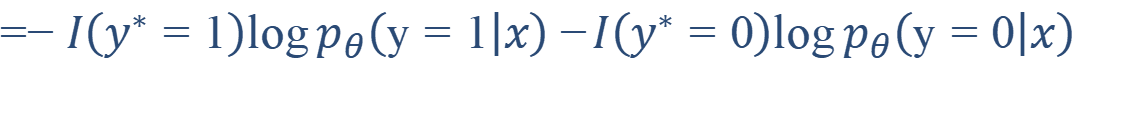 =− I(y* = 1)log pθ(y = 1|x) −I(y* = 0)log pθ(y = 0|x)